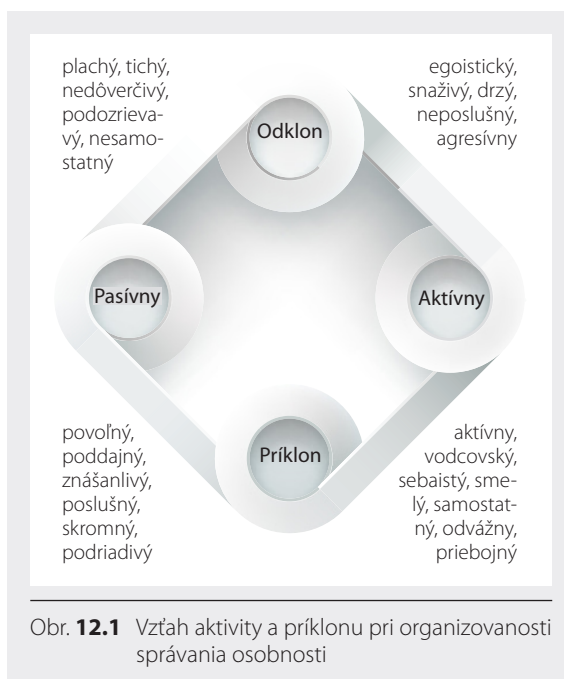 plachý, tichý,
nedôverčivý,
podozrieva-
vý, nesamo-
statný
egoistický,
snaživý, drzý,
neposlušný,
agresívny
Odklon
Pasívny
Aktívny
Príklon
povoľný,
poddajný,
znášanlivý,
poslušný,
skromný,
podriadivý
aktívny,
vodcovský,
sebaistý, sme-
lý, samostat-
ný, odvážny,
priebojný
Obr. 12.1 Vzťah aktivity a príklonu pri organizovanosti
správania osobnosti